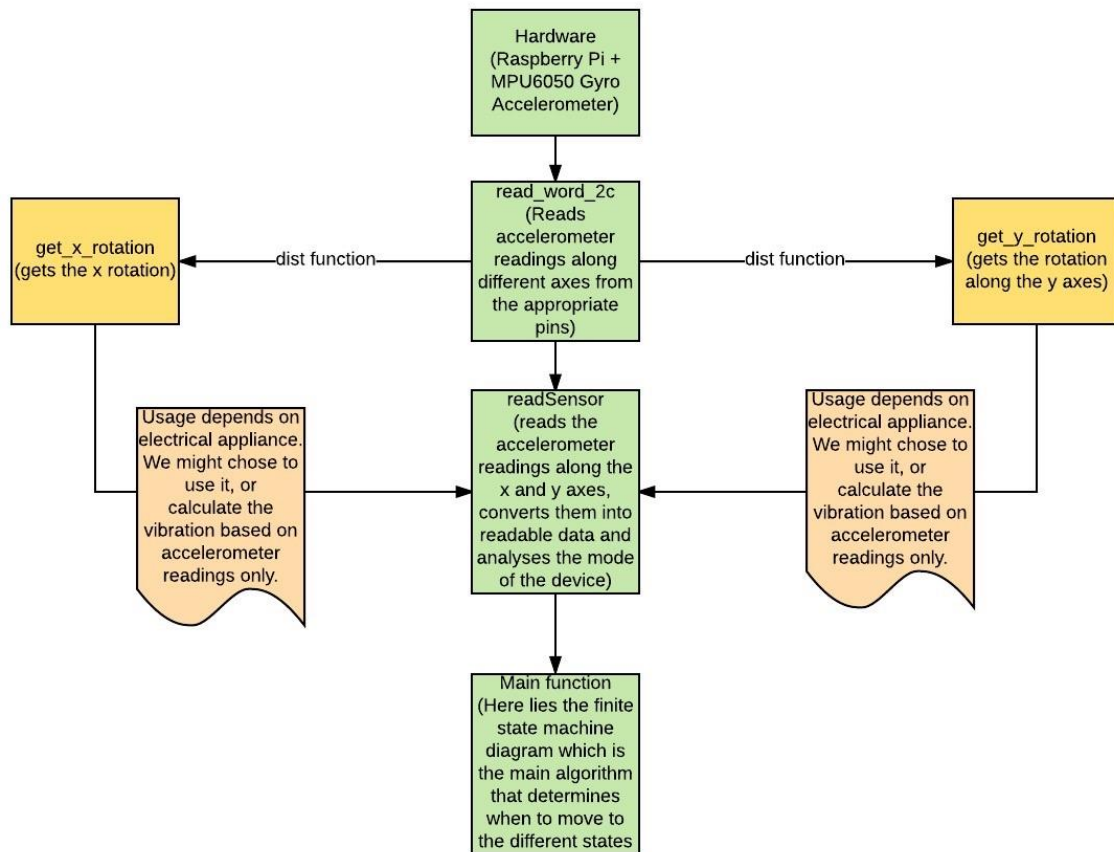 Hardware
(Raspberry Pi +
MPU6050 Gyro
Accelerometer)
read_word_2c
(Reads
accelerometer
readings along
different axes from
the appropriate
pins)
get_x_rotation
(gets the x rotation)
dist function
dist function
get_y_rotation
(gets the rotation
along the y axes)
Usage depends on
electrical appliance.
We might chose to
use it, or
calculate the
vibration based on
accelerometer
readings only.
readSensor
(reads the
accelerometer
readings along the
x and y axes,
converts them into
readable data and
analyses the mode
of the device)
Usage depends on
electrical appliance.
We might chose to
use it, or
calculate the
vibration based on
accelerometer
readings only.
Main function
(Here lies the finite
state machine
diagram which is
the main algorithm
that determines
when to move to
the different states